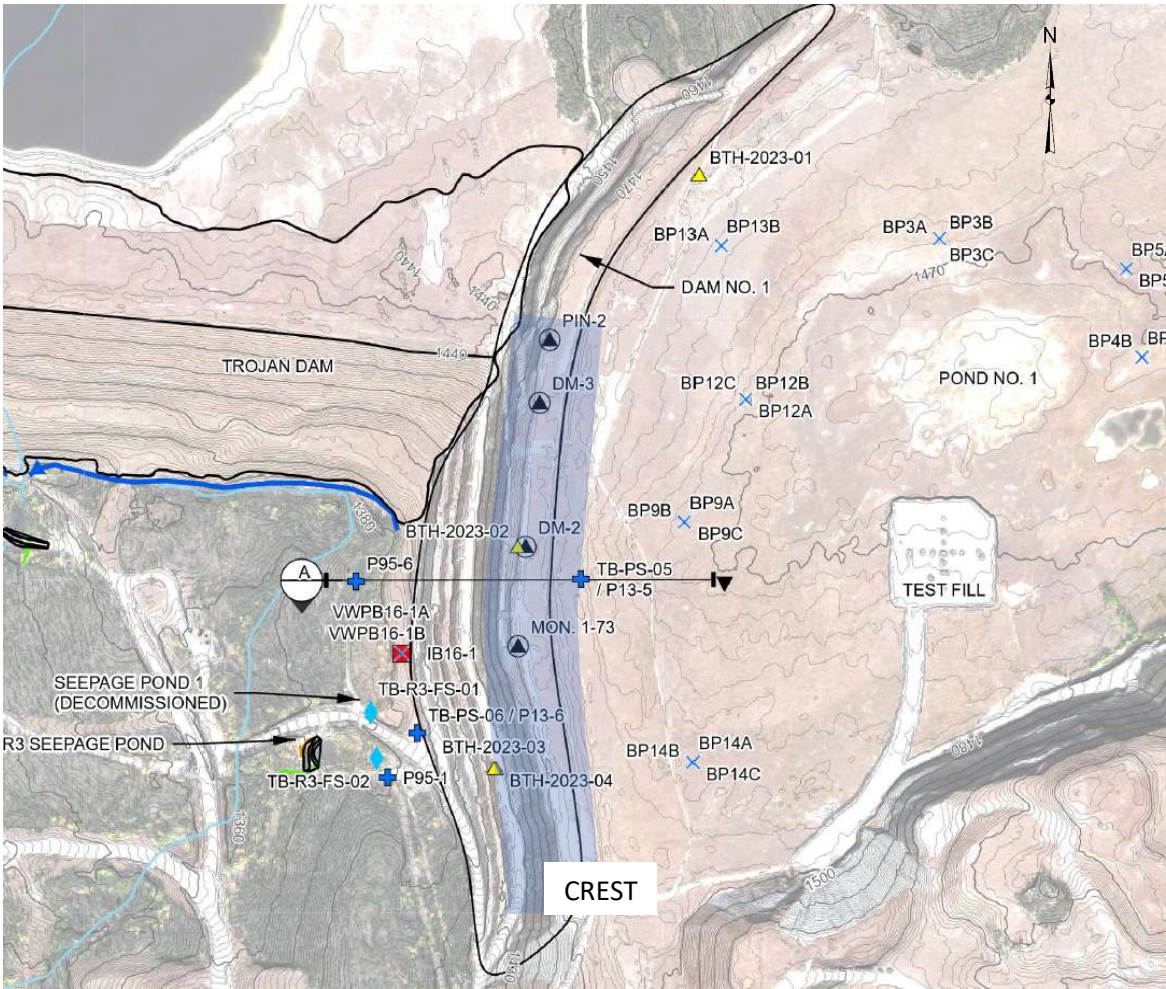 N
1460
BTH-2023-01
1450
1470
BP13A
BP13B
BP3A
BP3B
BP3C
BP5A
1470
1440
1440
DAM NO. 1
PIN-2
1440
TROJAN DAM
BP4B
POND NO. 1
DM-3
BP12C
BP12B
BP12A
BP9B
BP9A
BP9C
1380
BTH-2023-02
DM-2
A
P95-6
TB-PS-05
/ P13-5
TEST FILL
VWPB16-1A
VWPB16-1B
MON. 1-73
IB16-1
SEEPAGE POND 1
(DECOMMISSIONED)
TB-R3-FS-01
TB-PS-06 / P13-6
R3 SEEPAGE POND
BTH-2023-03
BP14B
BP14A
BP14C
1480
TB-R3-FS-02
P95-1
BTH-2023-04
1360
CREST
1500
1490